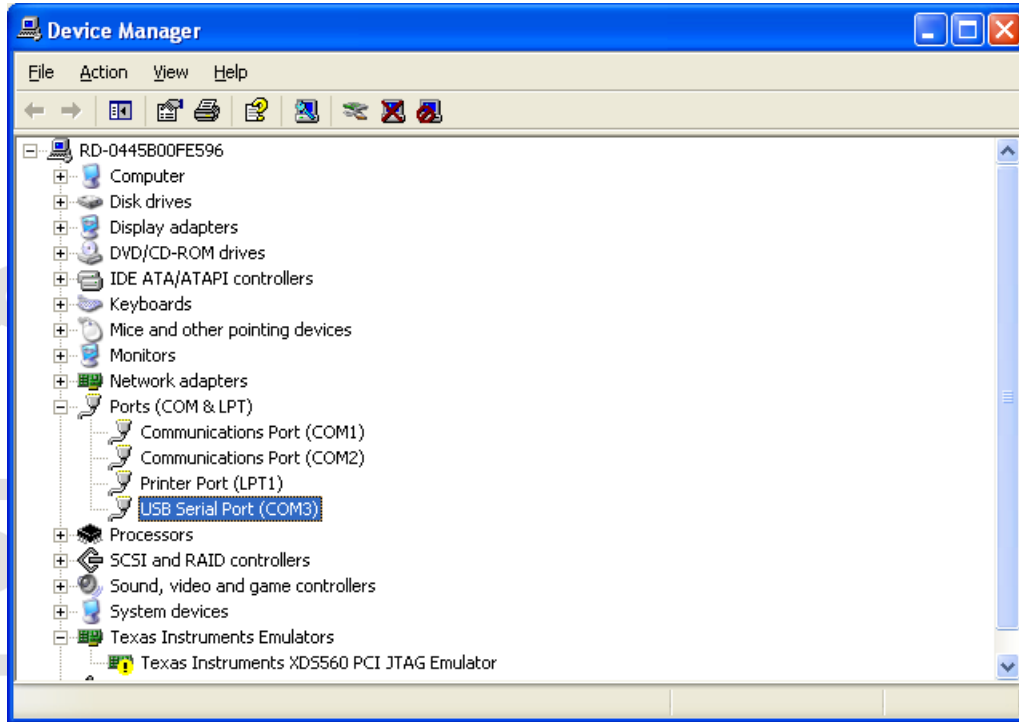 Device Manager
File Action View Help
RD-0445B00FE596
Computer
Disk drives
Display adapters
DVD/CD-ROM drives
IDE ATA/ATAPI controllers
Keyboards
Mice and other pointing devices
Monitors
Network adapters
Ports (COM & LPT)
Communications Port (COM1)
Communications Port (COM2)
Printer Port (LPT1)
USB Serial Port (COM3)
Processors
SCSI and RAID controllers
Sound, video and game controllers
System devices
Texas Instruments Emulators
Texas Instruments XDS560 PCI JTAG Emulator